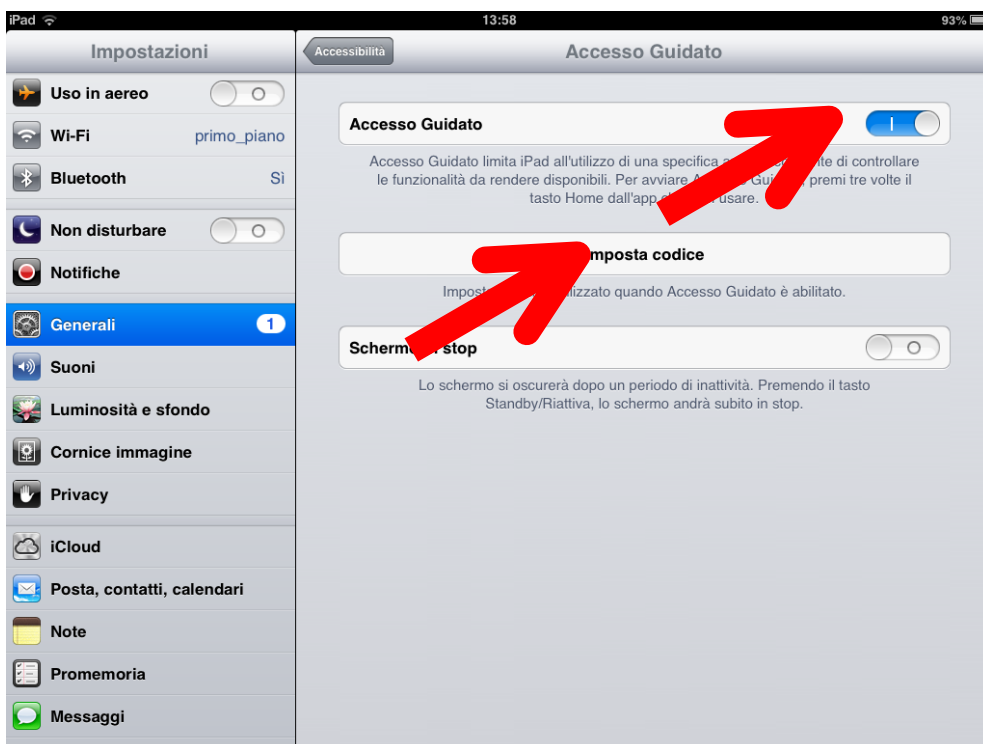 iPad 13:58 93%
Impostazioni
Accessibilità
Accesso Guidato
Uso in aereo
Wi-Fi primo_piano
Bluetooth Sì
Non disturbare
Notifiche
Generali 1
Suoni
Luminosità e sfondo
Cornice immagine
Privacy
iCloud
Posta, contatti, calendari
Note
Promemoria
Messaggi
Accesso Guidato
Accesso Guidato limita iPad all'utilizzo di una specifica di controllare
le funzionalità da rendere disponibili. Per avviare premi tre volte il
tasto Home dall'app usare.
mposta codice
quando Accesso Guidato è abilitato.
stop
Lo schermo si oscurerà dopo un periodo di inattività. Premendo il tasto
Standby/Riattiva, lo schermo andrà subito in stop.